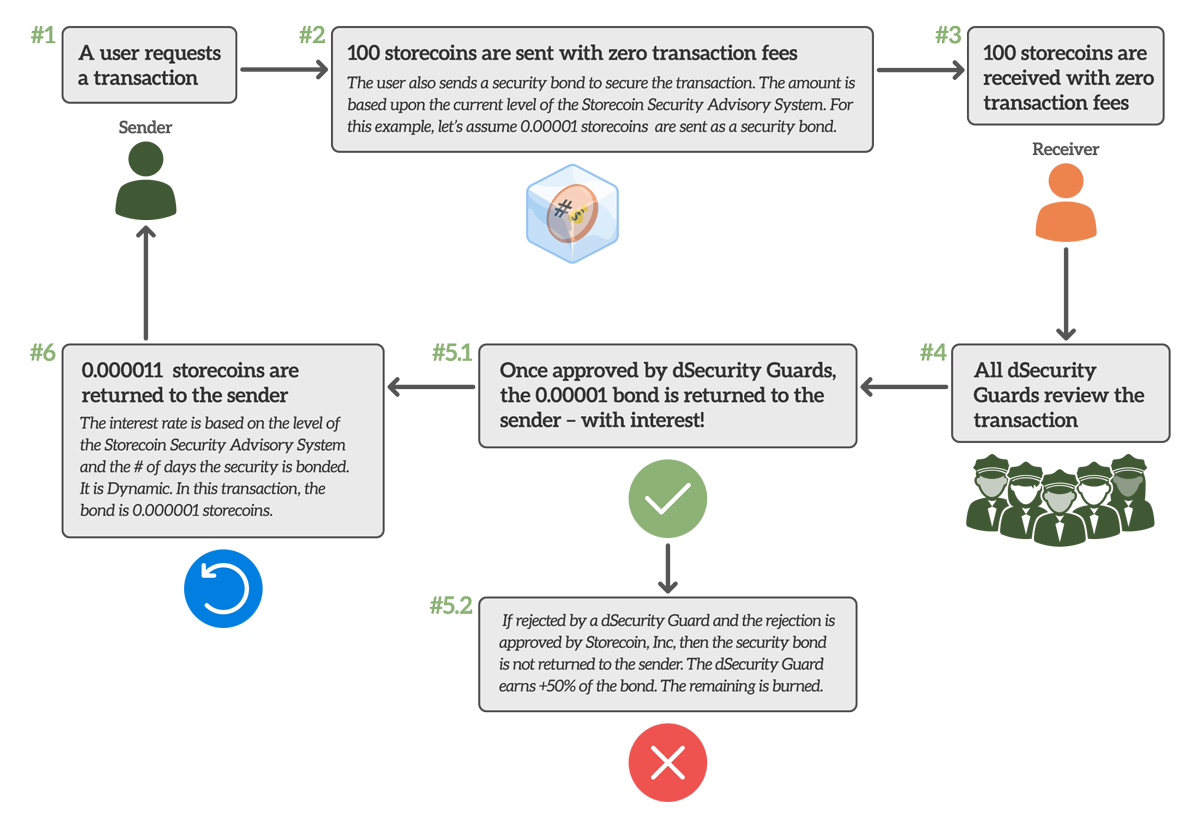 #1
A user requests
a transaction
Sender
#2
100 storecoins are sent with zero transaction fees
The user also sends a security bond to secure the transaction. The amount is
based upon the current level of the Storecoin Security Advisory System. For
this example, let's assume 0.00001 storecoins are sent as a security bond.
#
$
#3
100 storecoins are
received with zero
transaction fees
Receiver
#4
All dSecurity
Guards review the
transaction
#5.1
Once approved by dSecurity Guards,
the 0.00001 bond is returned to the
sender – with interest!
#6
0.000011 storecoins are
returned to the sender
The interest rate is based on the level of
the Storecoin Security Advisory System
and the # of days the security is bonded.
It is Dynamic. In this transaction, the
bond is 0.000001 storecoins.
#5.2
If rejected by a dSecurity Guard and the rejection is
approved by Storecoin, Inc, then the security bond
is not returned to the sender. The dSecurity Guard
earns +50% of the bond. The remaining is burned.